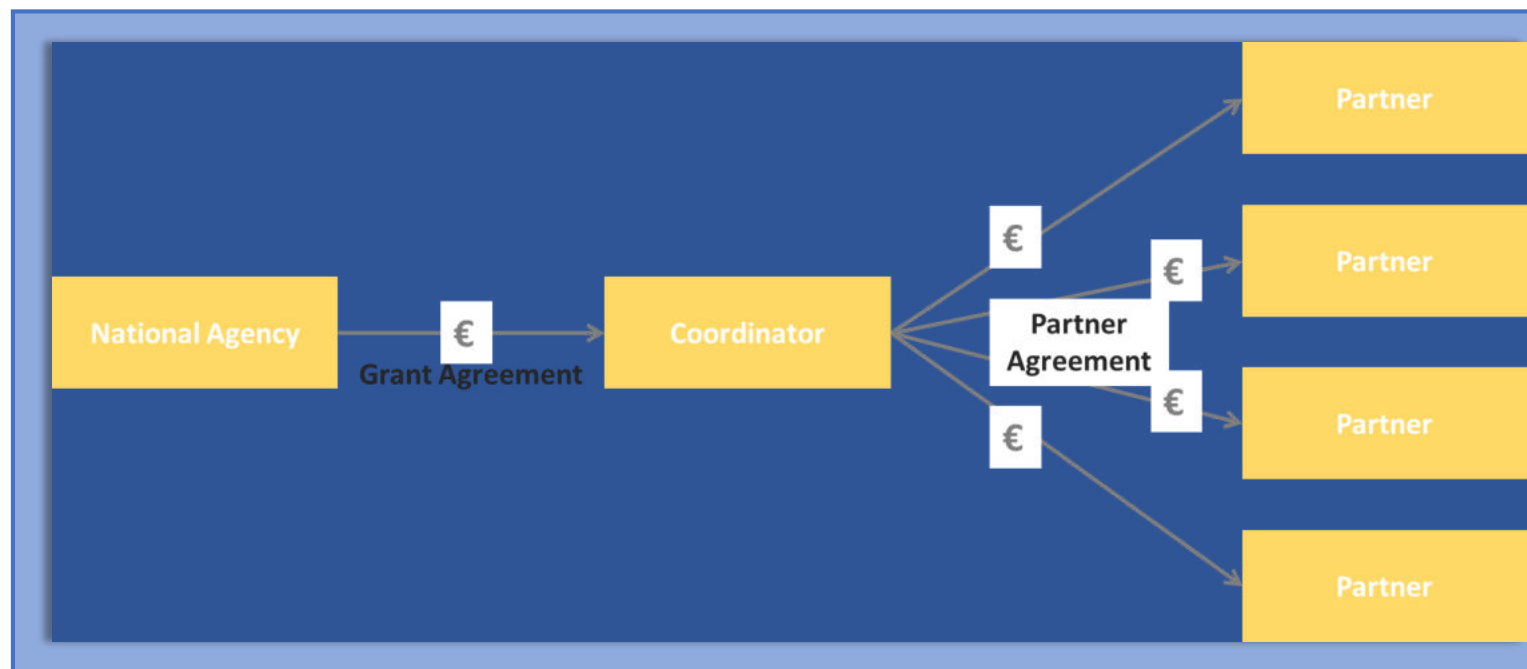 Partner
€
€
Partner
National Agency
€
Coordinator
Partner
Agreement
Grant Agreement
€
€
Partner
Partner